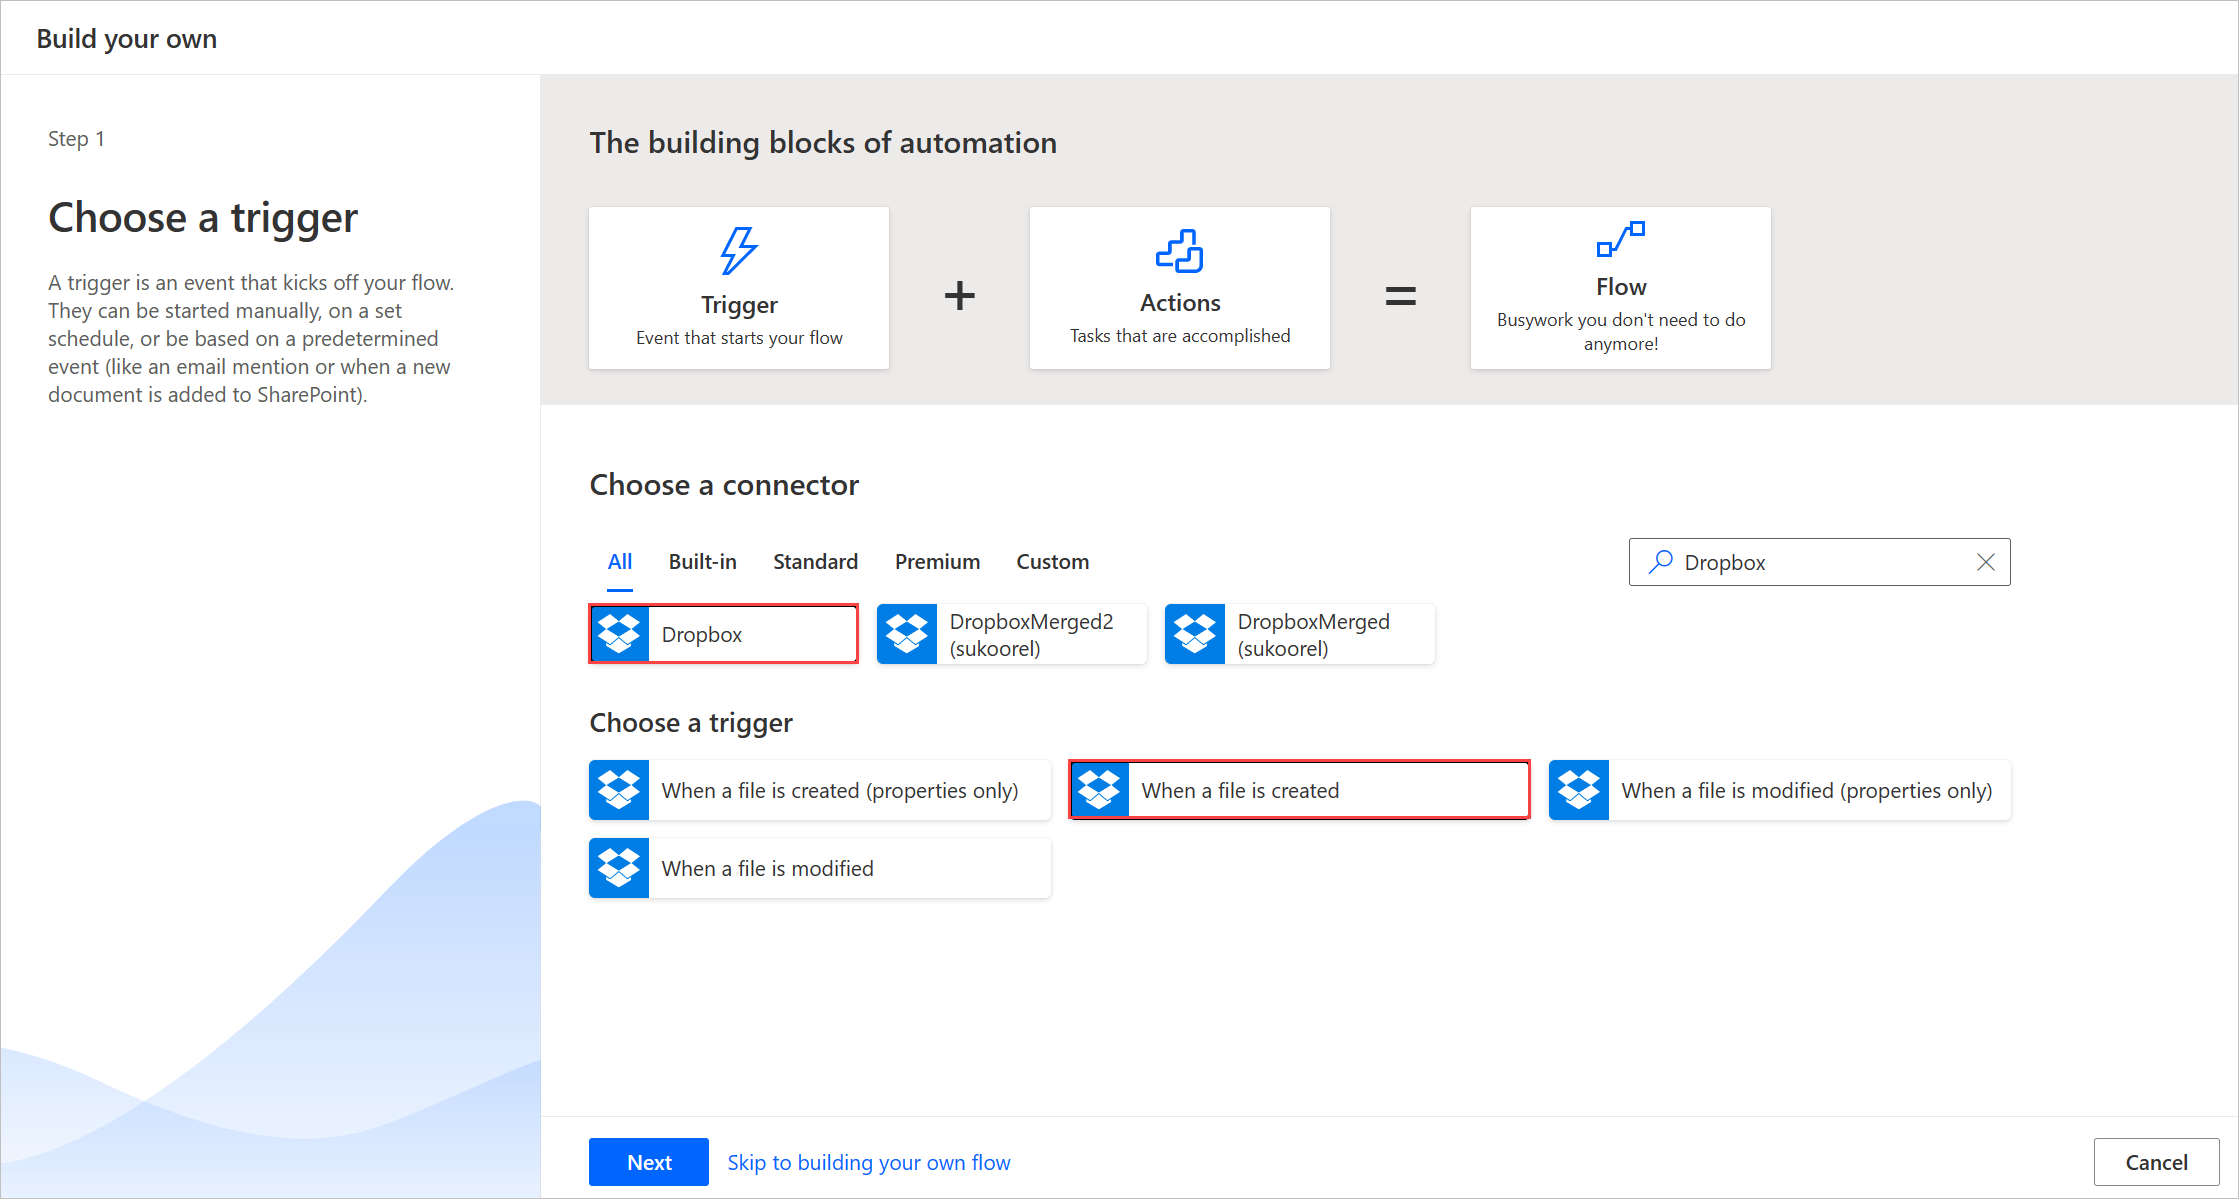 Build your own
Step 1
Choose a trigger
A trigger is an event that kicks off your flow.
They can be started manually, on a set
schedule, or be based on a predetermined
event (like an email mention or when a new
document is added to SharePoint).
The building blocks of automation
Trigger
Event that starts your flow
+
Actions
Tasks that are accomplished
=
Flow
Busywork you don't need to do
anymore!
Choose a connector
All Built-in Standard Premium Custom
Dropbox
Dropbox
DropboxMerged2
(sukoorel)
DropboxMerged
(sukoorel)
Choose a trigger
When a file is created (properties only)
When a file is created
When a file is modified (properties only)
When a file is modified
Next
Skip to building your own flow
Cancel